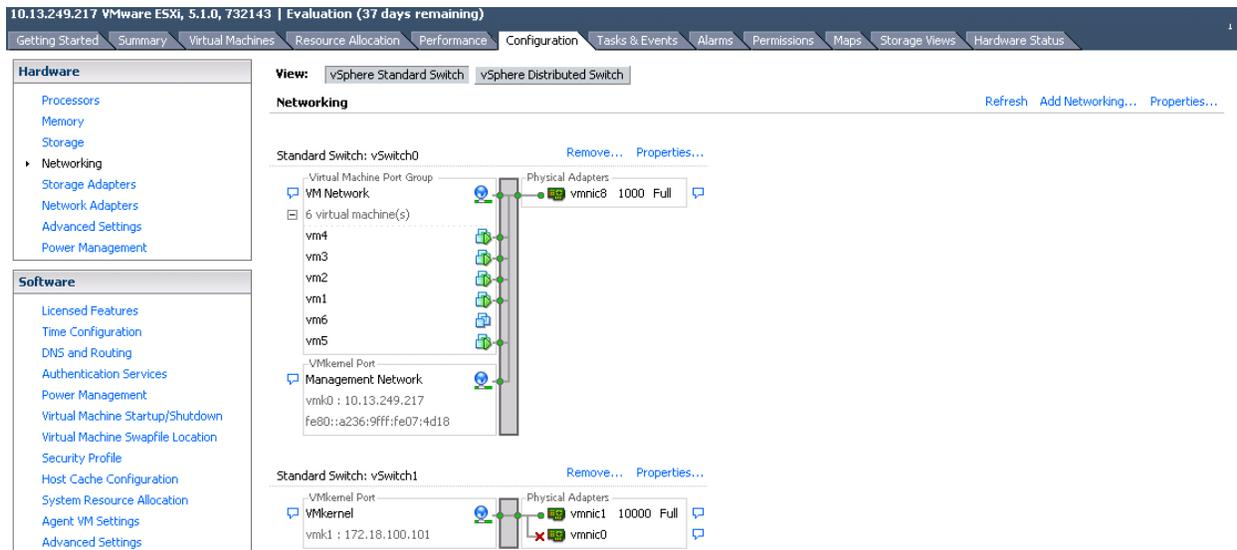 10.13.249.217 VMware ESXi, 5.1.0, 732143 | Evaluation (37 days remaining)
Getting Started Summary Virtual Machines Resource Allocation Performance Configuration Tasks & Events Alarms Permissions Maps Storage Views Hardware Status
Hardware
Processors
Memory
Storage
Networking
Storage Adapters
Network Adapters
Advanced Settings
Power Management
Software
Licensed Features
Time Configuration
DNS and Routing
Authentication Services
Power Management
Virtual Machine Startup/Shutdown
Virtual Machine Swapfile Location
Security Profile
Host Cache Configuration
System Resource Allocation
Agent VM Settings
Advanced Settings
View: vSphere Standard Switch vSphere Distributed Switch
Networking Refresh Add Networking... Properties...
Standard Switch: vSwitch0 Remove... Properties...
Virtual Machine Port Group Physical Adapters
VM Network vmnic8 1000 Full
6 virtual machine(s)
vm4
vm3
vm2
vm1
vm6
vm5
VMkernel Port
Management Network
vmk0 : 10.13.249.217
fe80::a236:9fff:fe07:4d18
Standard Switch: vSwitch1 Remove... Properties...
VMkernel Port Physical Adapters
VMkernel vmnic1 10000 Full
vmk1 : 172.18.100.101 vmnic0